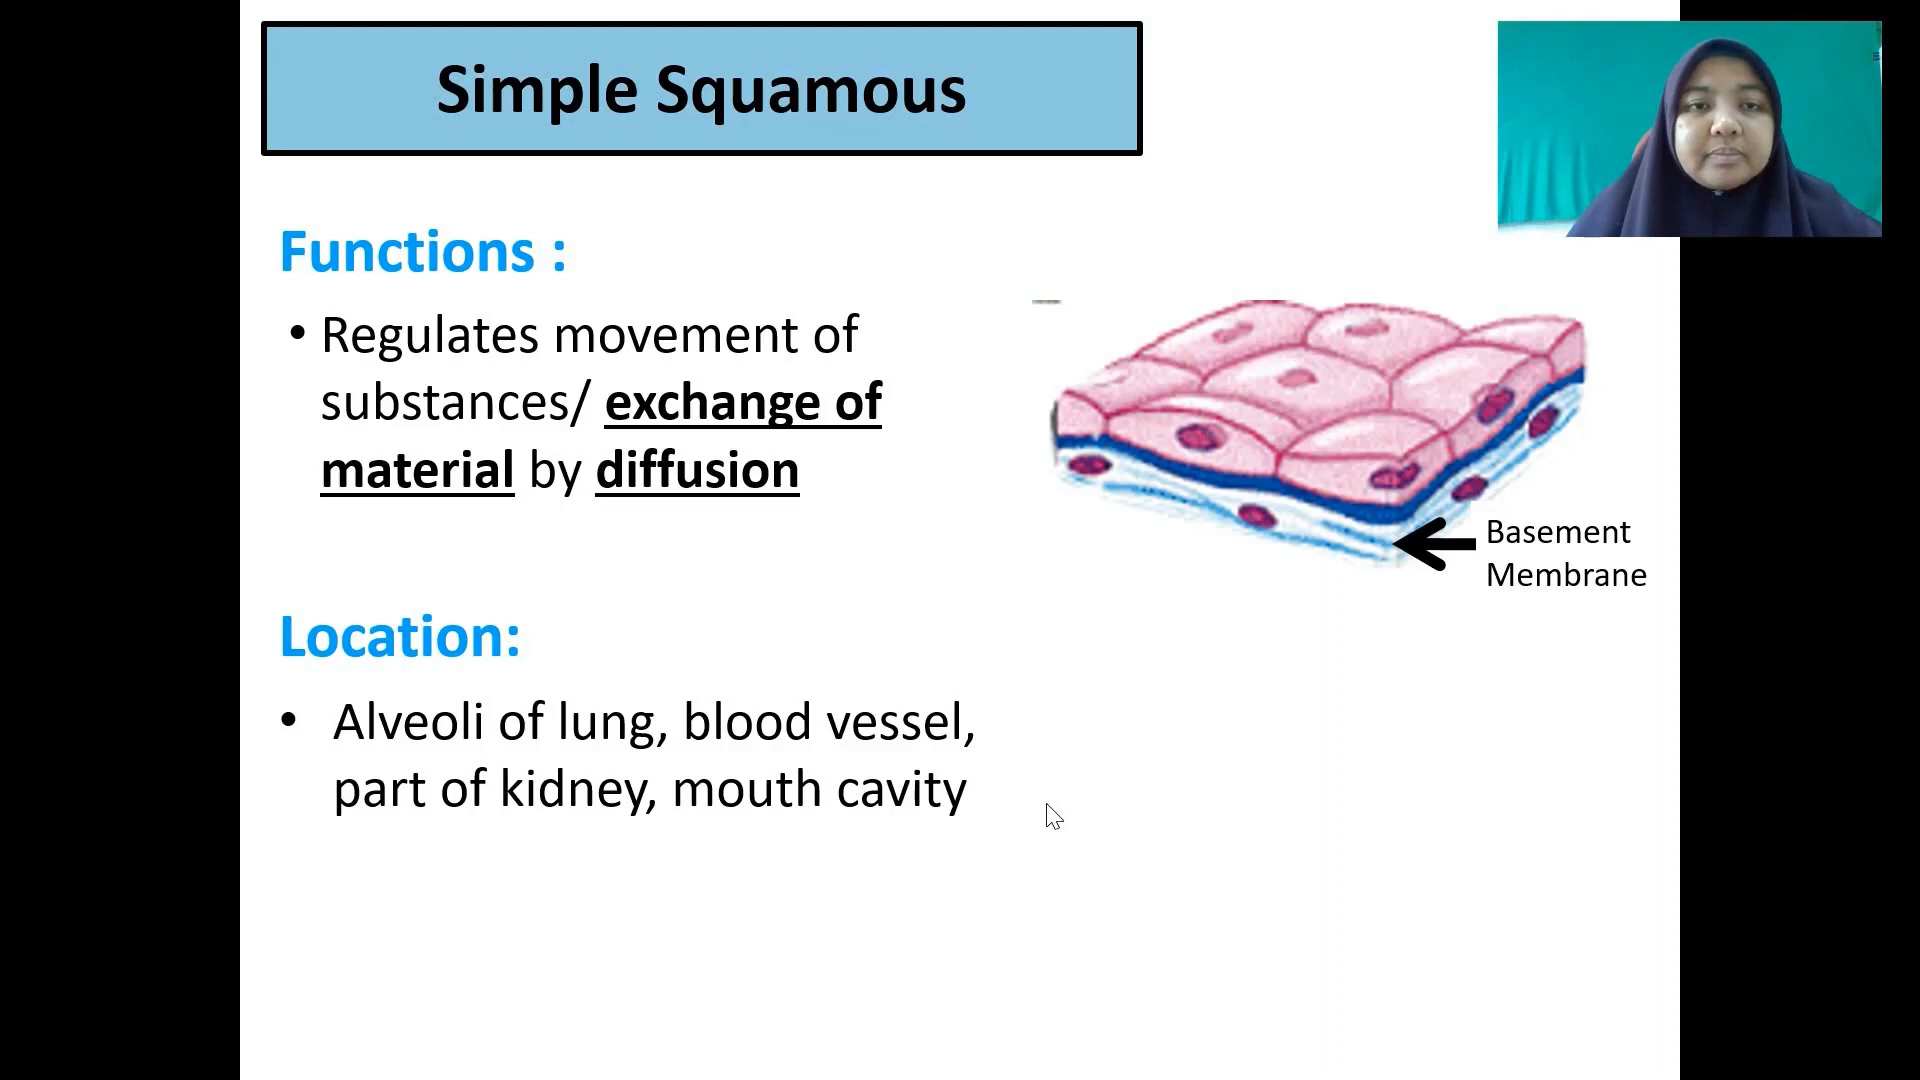 Simple Squamous
Functions :
• Regulates movement of
substances/ exchange of
material by diffusion
Basement
Membrane
Location:
• Alveoli of lung, blood vessel,
part of kidney, mouth cavity